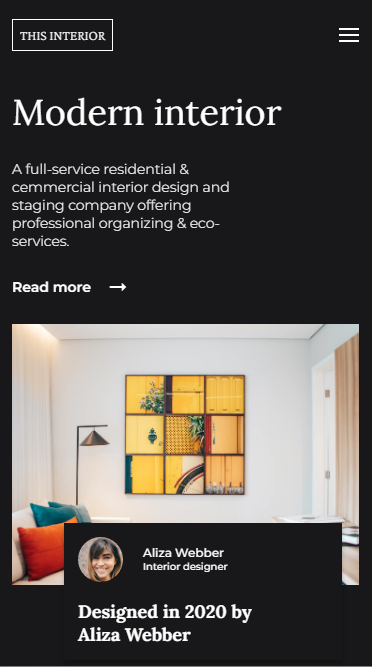 THIS INTERIOR
Modern interior
A full-service residential &
cemmercial interior design and
staging company offering
professional organizing & eco-
services.
Read more
Aliza Webber
Interior designer
Designed in 2020 by
Aliza Webber